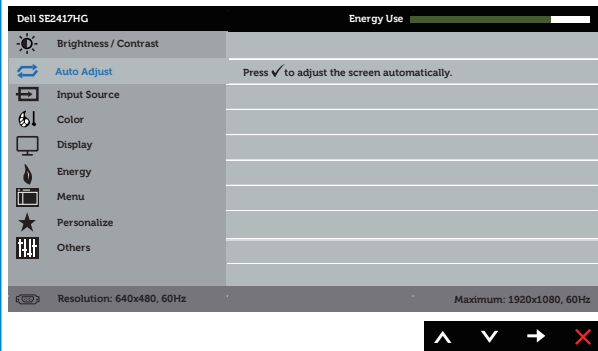 Dell SE2417HG Energy Use
Brightness / Contrast
Auto Adjust Press ✓ to adjust the screen automatically.
Input Source
Color
Display
Energy
Menu
Personalize
Others
Resolution: 640x480, 60Hz Maximum: 1920x1080, 60Hz